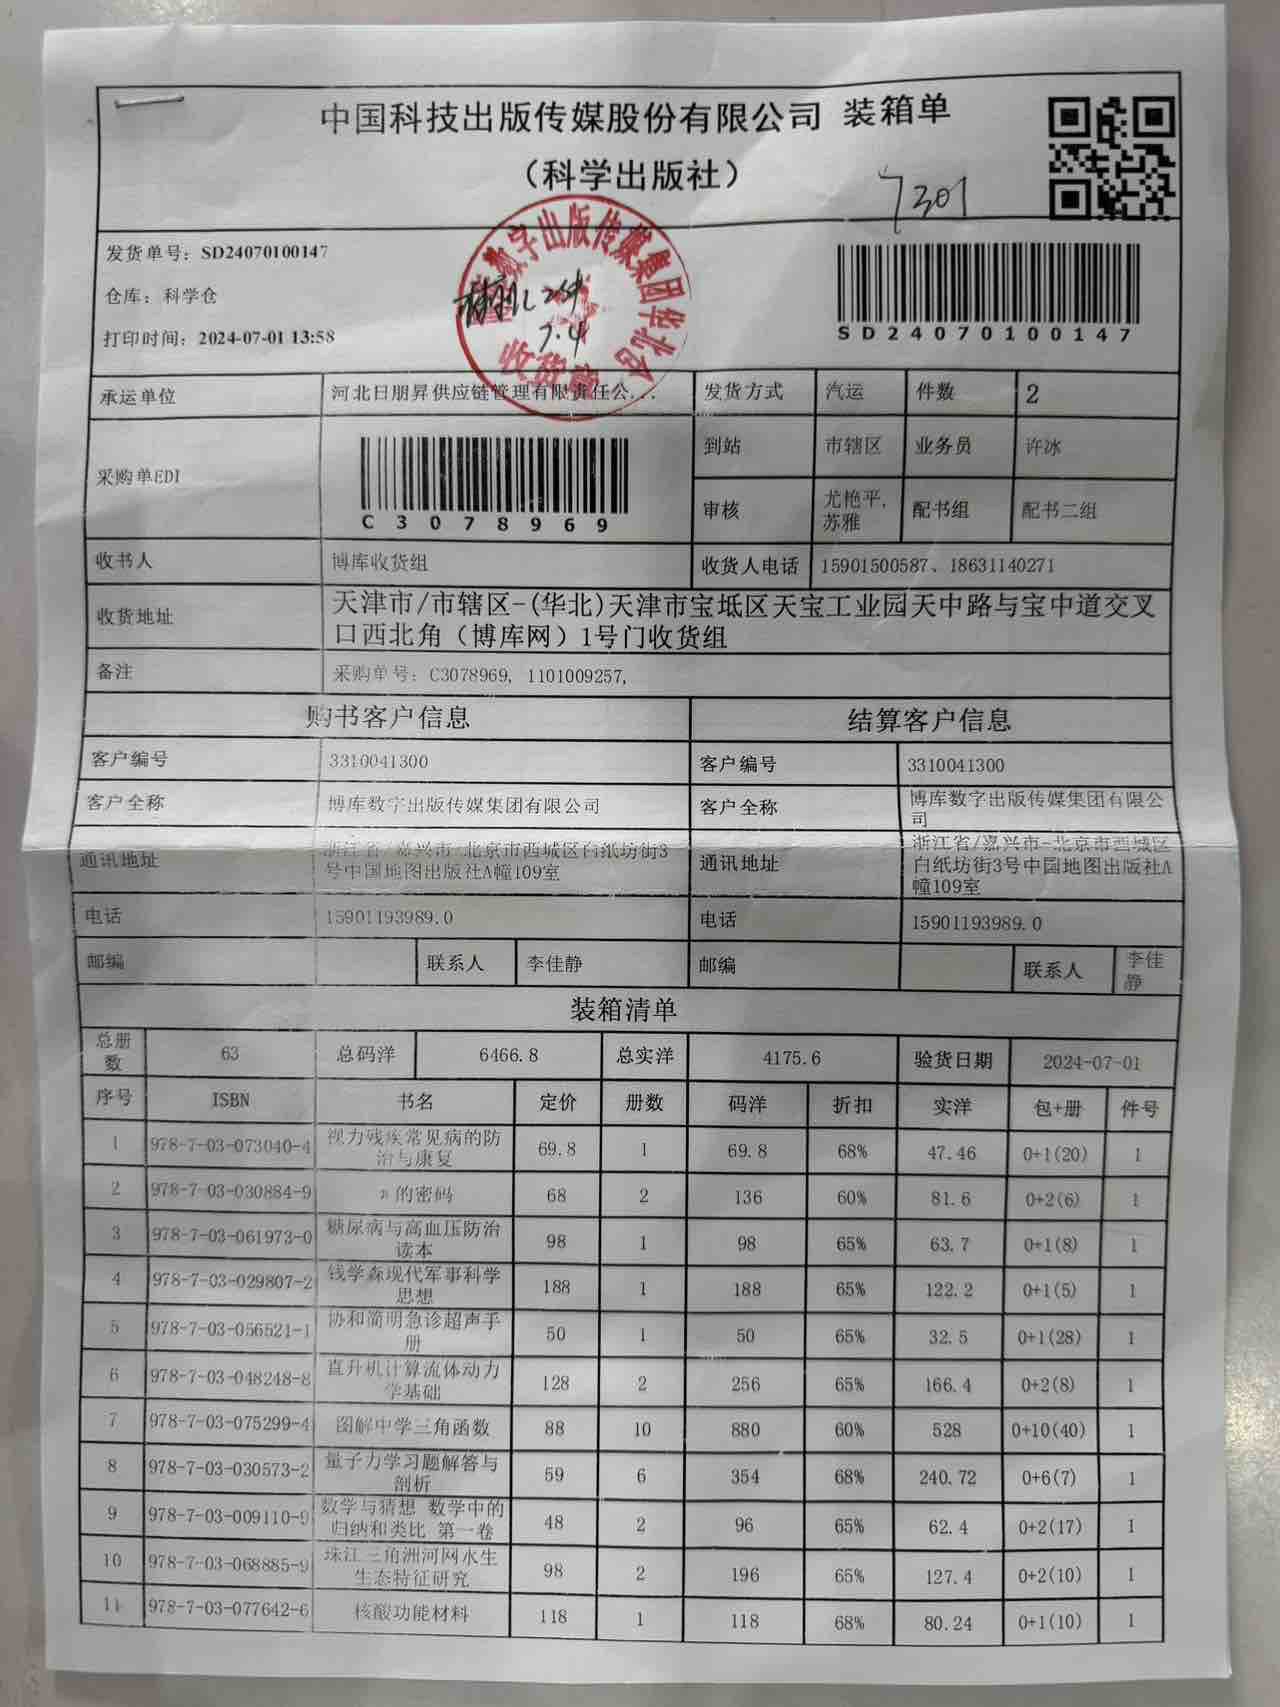 中国科技出版传媒股份有限公司 装箱单
（科学出版社）
7301
发货单号：SD24070100147
仓库：科学仓
打印时间：2024-07-01 13:58
数字出版传媒集团华北仓
收货章
2件
7.4
SD24070100147
承运单位 河北日朋昇供应链管理有限责任公... 发货方式 汽运 件数 2
采购单EDI C3078969 到站 市辖区 业务员 许冰
审核 尤艳平,苏雅 配书组 配书二组
收书人 博库收货组 收货人电话 15901500587、18631140271
收货地址 天津市/市辖区-(华北)天津市宝坻区天宝工业园天中路与宝中道交叉
口西北角（博库网）1号门收货组
备注 采购单号：C3078969, 1101009257,
购书客户信息 结算客户信息
客户编号 3310041300 客户编号 3310041300
客户全称 博库数字出版传媒集团有限公司 客户全称 博库数字出版传媒集团有限公司
通讯地址 浙江省/嘉兴市-北京市西城区白纸坊街3号中国地图出版社A幢109室 通讯地址 浙江省/嘉兴市-北京市西城区白纸坊街3号中国地图出版社A幢109室
电话 15901193989.0 电话 15901193989.0
邮编 联系人 李佳静 邮编 联系人 李佳静
装箱清单
总册数 63 总码洋 6466.8 总实洋 4175.6 验货日期 2024-07-01
序号 ISBN 书名 定价 册数 码洋 折扣 实洋 包+册 件号
1 978-7-03-073040-4 视力残疾常见病的防治与康复 69.8 1 69.8 68% 47.46 0+1(20) 1
2 978-7-03-030884-9 π的密码 68 2 136 60% 81.6 0+2(6) 1
3 978-7-03-061973-0 糖尿病与高血压防治读本 98 1 98 65% 63.7 0+1(8) 1
4 978-7-03-029807-2 钱学森现代军事科学思想 188 1 188 65% 122.2 0+1(5) 1
5 978-7-03-056521-1 协和简明急诊超声手册 50 1 50 65% 32.5 0+1(28) 1
6 978-7-03-048248-8 直升机计算流体动力学基础 128 2 256 65% 166.4 0+2(8) 1
7 978-7-03-075299-4 图解中学三角函数 88 10 880 60% 528 0+10(40) 1
8 978-7-03-030573-2 量子力学习题解答与剖析 59 6 354 68% 240.72 0+6(7) 1
9 978-7-03-009110-9 数学与猜想 数学中的归纳和类比 第一卷 48 2 96 65% 62.4 0+2(17) 1
10 978-7-03-068885-9 珠江三角洲河网水生生态特征研究 98 2 196 65% 127.4 0+2(10) 1
11 978-7-03-077642-6 核酸功能材料 118 1 118 68% 80.24 0+1(10) 1